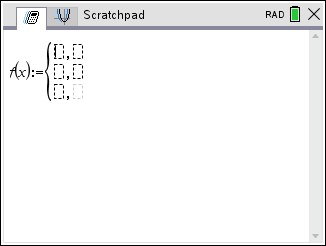 Scratchpad
RAD
f(x):={
,
,
,